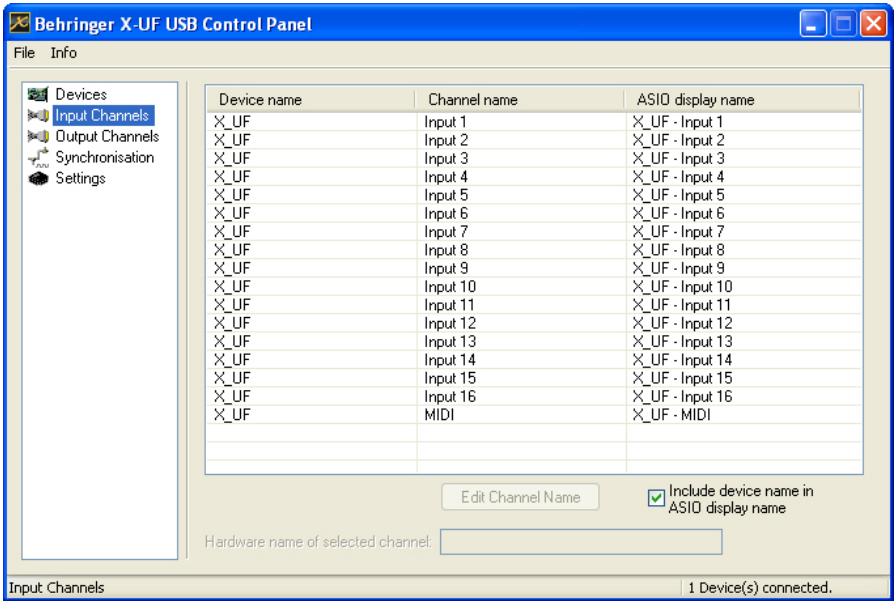 Behringer X-UF USB Control Panel
File Info
Devices
Input Channels
Output Channels
Synchronisation
Settings
Device name Channel name ASIO display name
X_UF Input 1 X_UF - Input 1
X_UF Input 2 X_UF - Input 2
X_UF Input 3 X_UF - Input 3
X_UF Input 4 X_UF - Input 4
X_UF Input 5 X_UF - Input 5
X_UF Input 6 X_UF - Input 6
X_UF Input 7 X_UF - Input 7
X_UF Input 8 X_UF - Input 8
X_UF Input 9 X_UF - Input 9
X_UF Input 10 X_UF - Input 10
X_UF Input 11 X_UF - Input 11
X_UF Input 12 X_UF - Input 12
X_UF Input 13 X_UF - Input 13
X_UF Input 14 X_UF - Input 14
X_UF Input 15 X_UF - Input 15
X_UF Input 16 X_UF - Input 16
X_UF MIDI X_UF - MIDI
Edit Channel Name
Include device name in
ASIO display name
Hardware name of selected channel:
Input Channels 1 Device(s) connected.